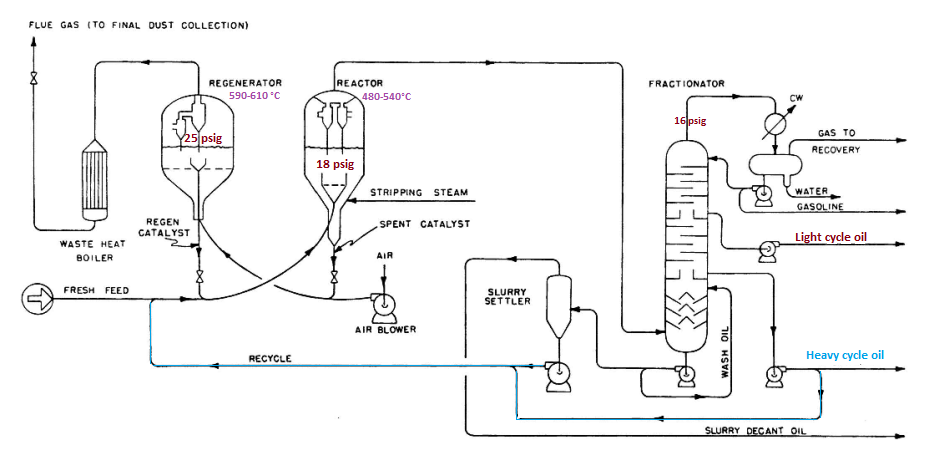 FLUE GAS (TO FINAL DUST COLLECTION)
REGENERATOR
590-610 °C
REACTOR
480-540°C
FRACTIONATOR
CW
16 psig
25 psig
18 psig
GAS TO
RECOVERY
WATER
GASOLINE
STRIPPING STEAM
REGEN
CATALYST
SPENT CATALYST
WASTE HEAT
BOILER
Light cycle oil
AIR
FRESH FEED
SLURRY
SETTLER
AIR BLOWER
WASH OIL
RECYCLE
Heavy cycle oil
SLURRY DECANT OIL